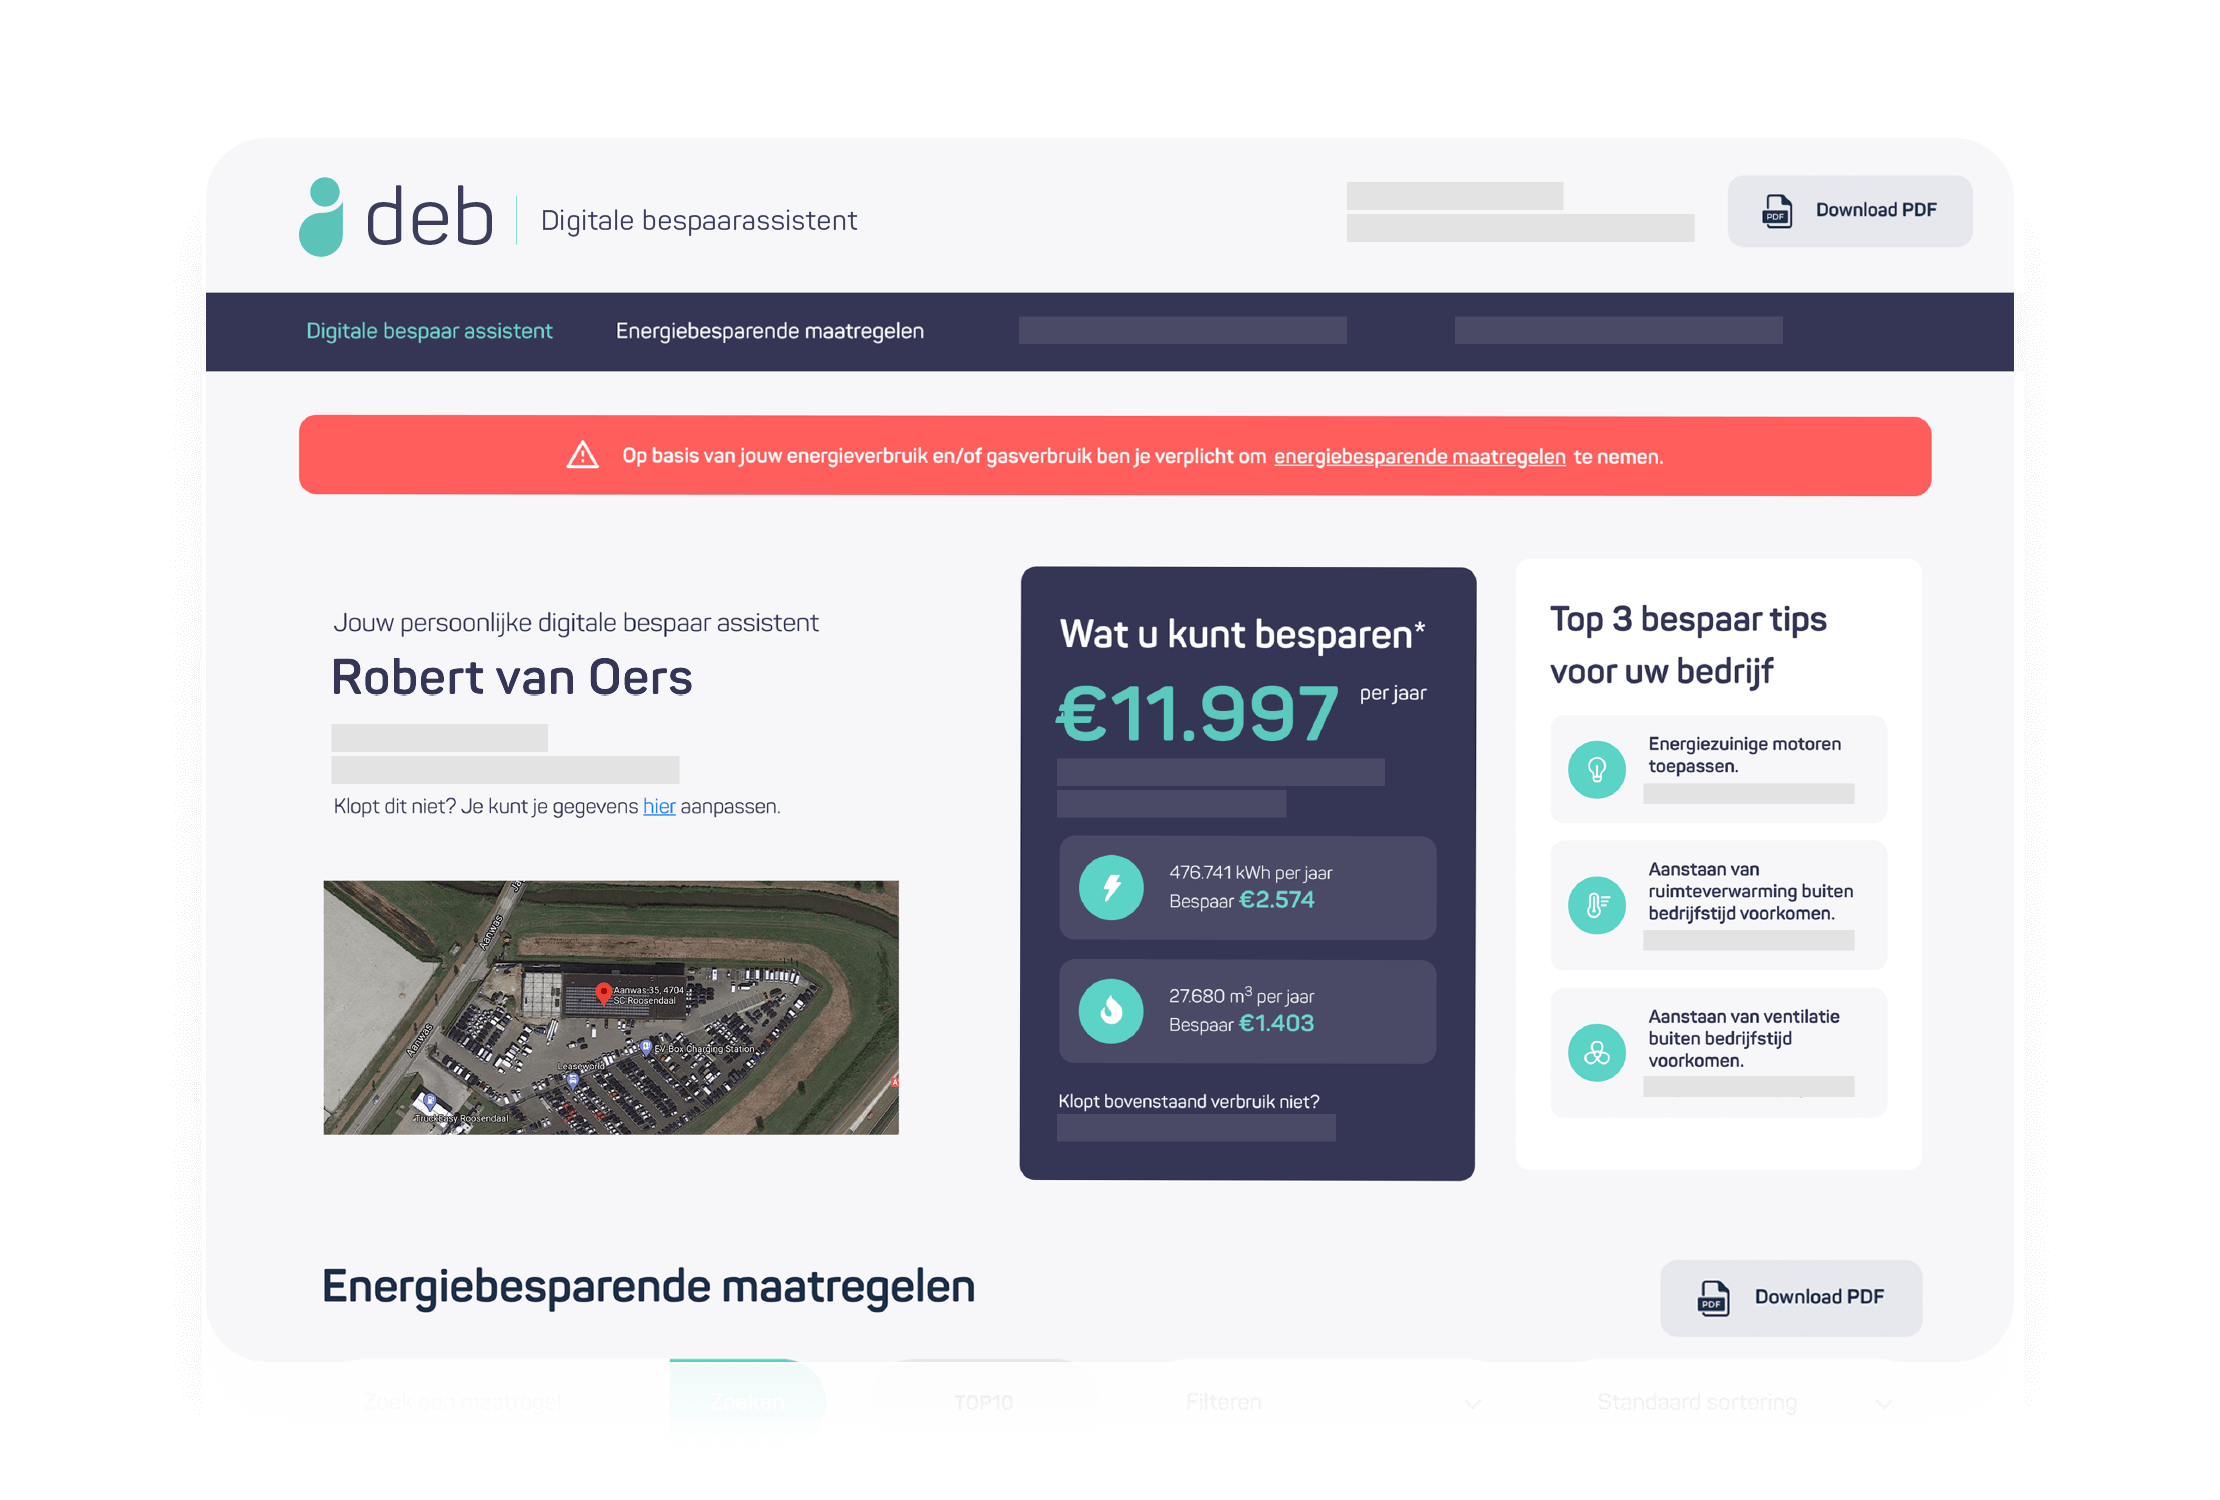 deb
Digitale bespaarassistent
PDF
Download PDF
Digitale bespaar assistent
Energiebesparende maatregelen
Op basis van jouw energieverbruik en/of gasverbruik ben je verplicht om energiebesparende maatregelen te nemen.
Jouw persoonlijke digitale bespaar assistent
Robert van Oers
Klopt dit niet? Je kunt je gegevens hier aanpassen.
Aanwas
Aanwas
Aanwas 35, 4704
SC Roosendaal
EV-Box Charging Station
Leaseworld
TruckEasy Roosendaal
Wat u kunt besparen*
€11.997 per jaar
476.741 kWh per jaar
Bespaar €2.574
27.680 m³ per jaar
Bespaar €1.403
Klopt bovenstaand verbruik niet?
Top 3 bespaar tips
voor uw bedrijf
Energiezuinige motoren
toepassen.
Aanstaan van
ruimteverwarming buiten
bedrijfstijd voorkomen.
Aanstaan van ventilatie
buiten bedrijfstijd
voorkomen.
Energiebesparende maatregelen
PDF
Download PDF
Zoek een maatregel
Zoeken
TOP10
Filteren
Standaard sortering